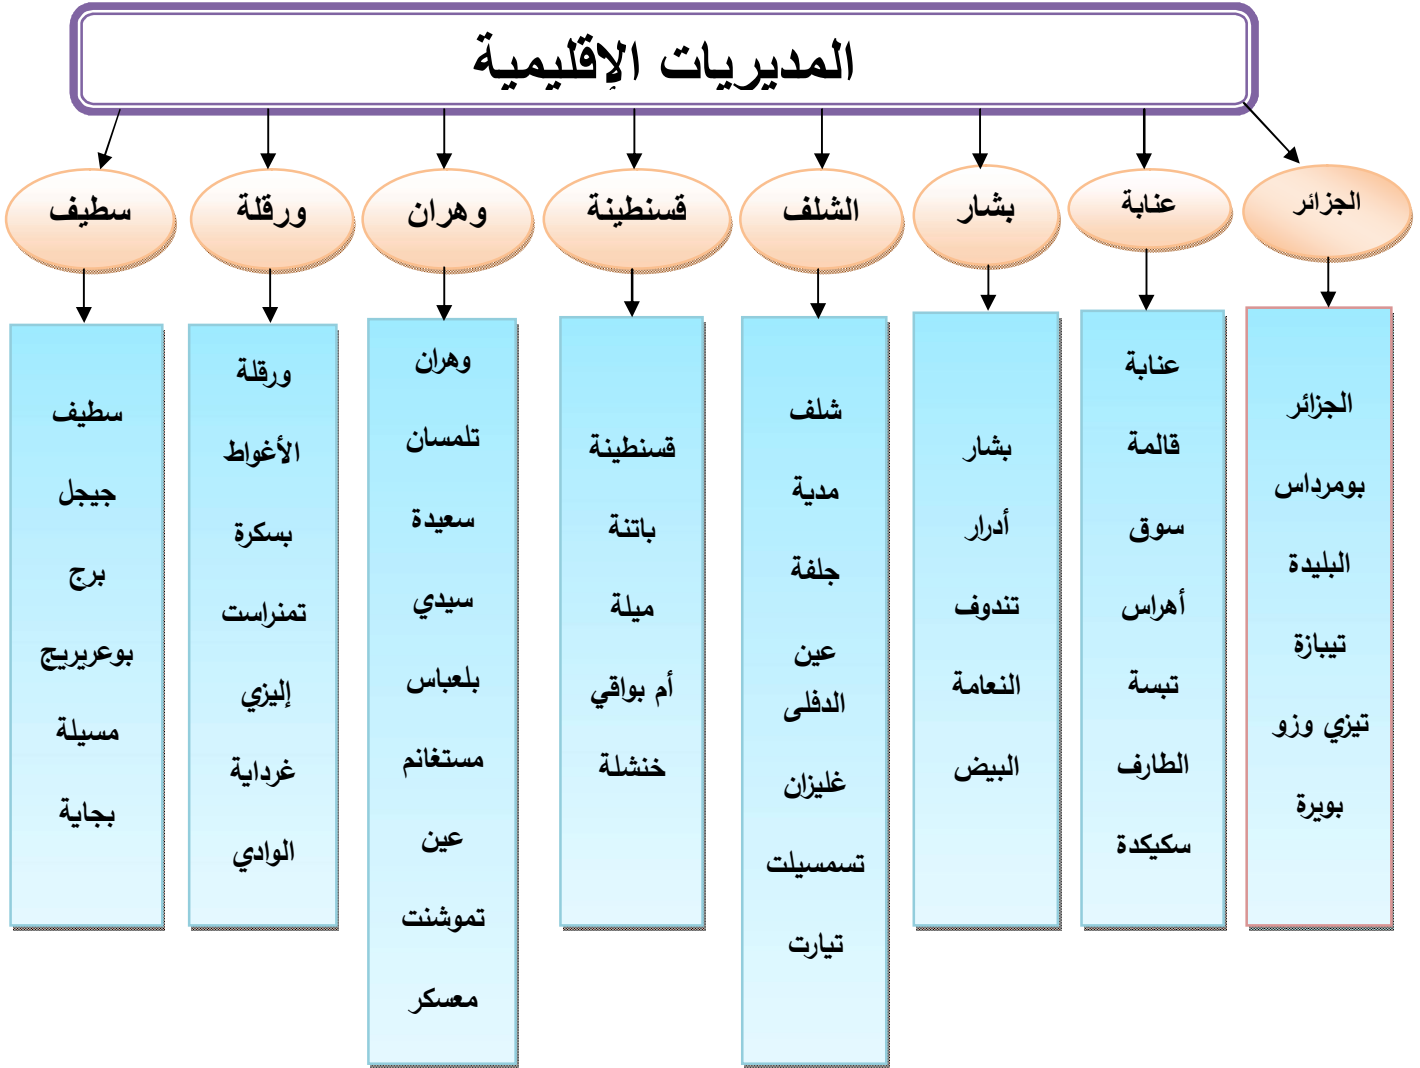 المديريات الإقليمية
الجزائر
عنابة
بشار
الشلف
قسنطينة
وهران
ورقلة
سطيف
الجزائر
بومرداس
البليدة
تيبازة
تيزي وزو
بويرة
عنابة
قالمة
سوق
أهراس
تبسة
الطارف
سكيكدة
بشار
أدرار
تندوف
النعامة
البيض
شلف
مدية
جلفة
عين
الدفلى
غليزان
تسمسيلت
تيارت
قسنطينة
باتنة
ميلة
أم بواقي
خنشلة
وهران
تلمسان
سعيدة
سيدي
بلعباس
مستغانم
عين
تموشنت
معسكر
ورقلة
الأغواط
بسكرة
تمنراست
إليزي
غرداية
الوادي
سطيف
جيجل
برج
بوعريريج
مسيلة
بجاية